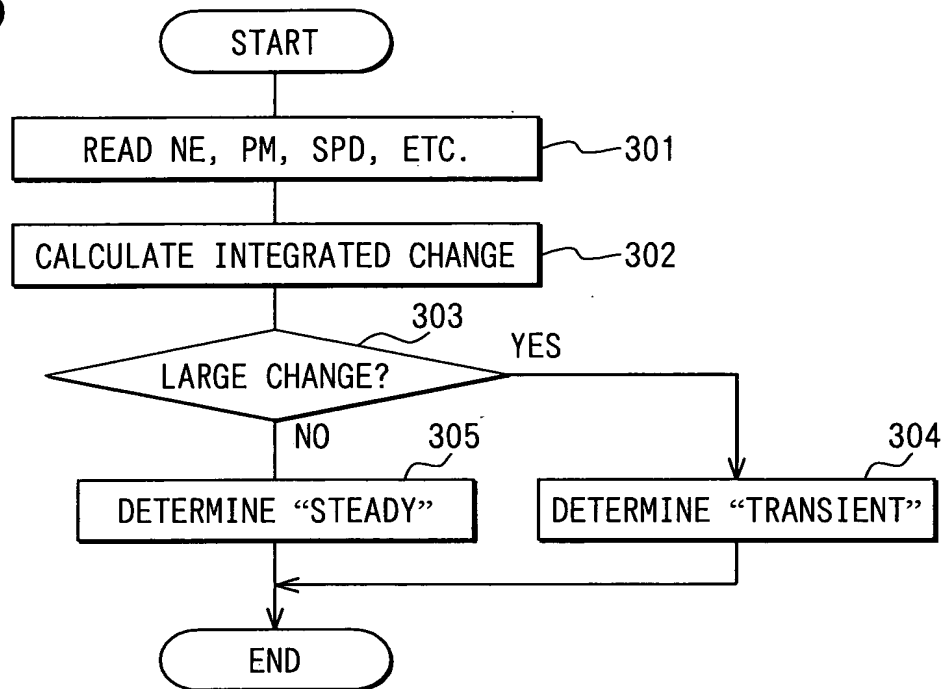 START
READ NE, PM, SPD, ETC.
301
CALCULATE INTEGRATED CHANGE
302
303
LARGE CHANGE?
YES
NO
305
304
DETERMINE “STEADY”
DETERMINE “TRANSIENT”
END